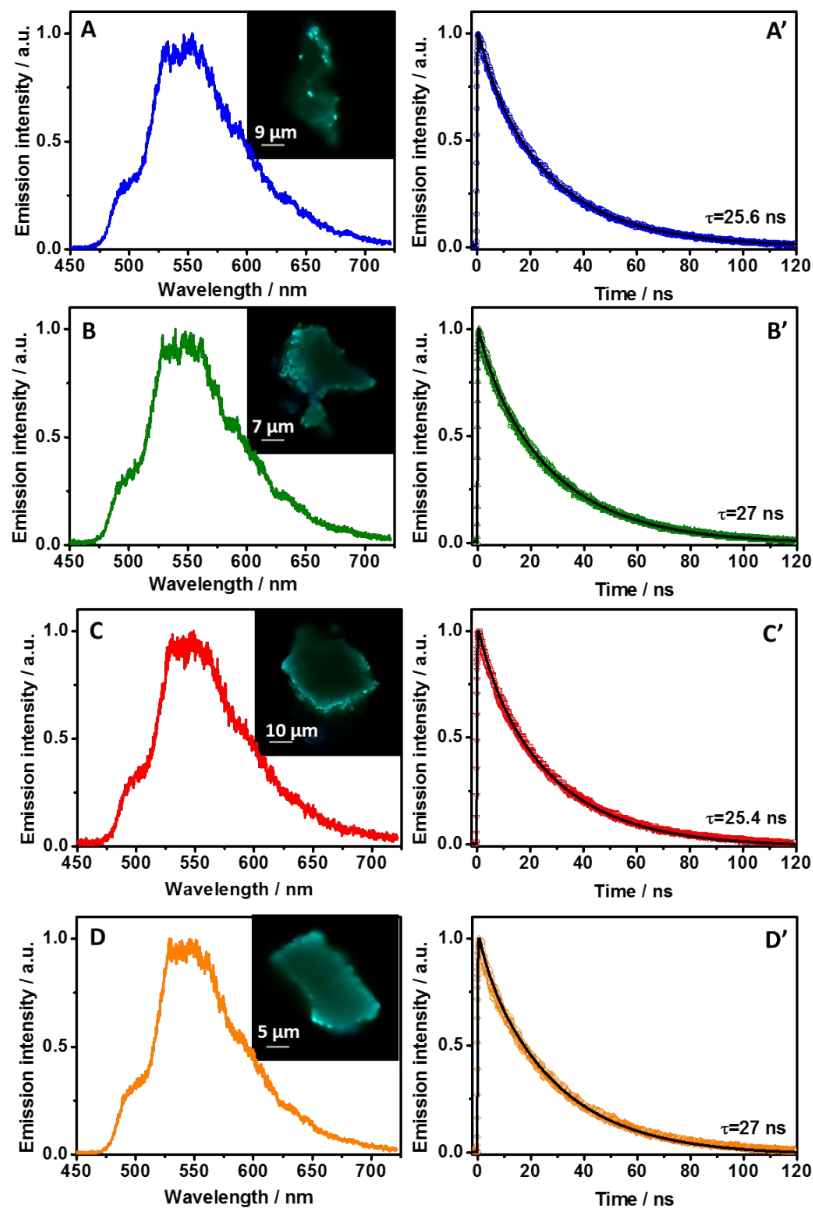 A
Emission intensity / a.u.
1.0
0.5
0.0
9 µm
450 500 550 600 650 700
Wavelength / nm
A’
Emission intensity / a.u.
1.0
0.5
0.0
τ=25.6 ns
0 20 40 60 80 100 120
Time / ns
B
Emission intensity / a.u.
1.0
0.5
0.0
7 µm
450 500 550 600 650 700
Wavelength / nm
B’
Emission intensity / a.u.
1.0
0.5
0.0
τ=27 ns
0 20 40 60 80 100 120
Time / ns
C
Emission intensity / a.u.
1.0
0.5
0.0
10 µm
450 500 550 600 650 700
Wavelength / nm
C’
Emission intensity / a.u.
1.0
0.5
0.0
τ=25.4 ns
0 20 40 60 80 100 120
Time / ns
D
Emission intensity / a.u.
1.0
0.5
0.0
5 µm
450 500 550 600 650 700
Wavelength / nm
D’
Emission intensity / a.u.
1.0
0.5
0.0
τ=27 ns
0 20 40 60 80 100 120
Time / ns